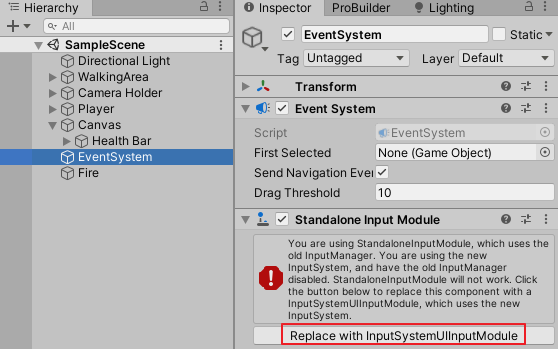 Hierarchy
All
SampleScene
Directional Light
WalkingArea
Camera Holder
Player
Canvas
Health Bar
EventSystem
Fire
Inspector
ProBuilder
Lighting
EventSystem
Static
Tag Untagged
Layer Default
Transform
Event System
Script EventSystem
First Selected None (Game Object)
Send Navigation Even
Drag Threshold 10
Standalone Input Module
You are using StandaloneInputModule, which uses the
old InputManager. You are using the new
InputSystem, and have the old InputManager
disabled. StandaloneInputModule will not work. Click
the button below to replace this component with a
InputSystemUIInputModule, which uses the new
InputSystem.
Replace with InputSystemUIInputModule